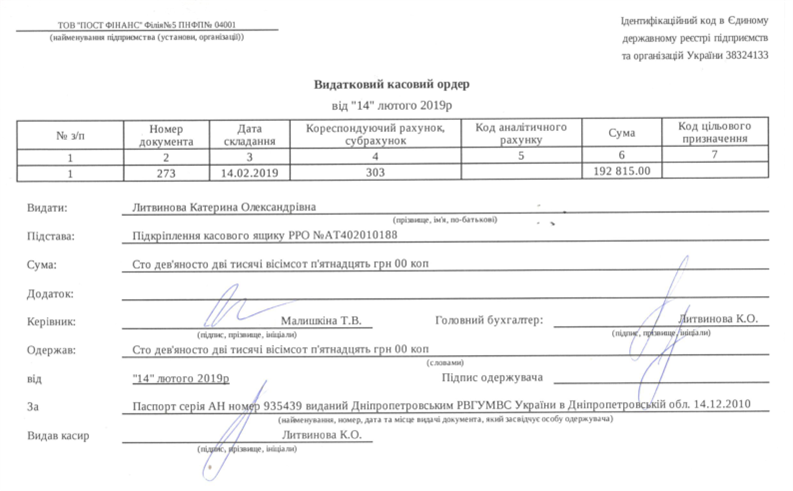 ТОВ "ПОСТ ФІНАНС" Філія№5 ПНФП№ 04001
(найменування підприємства (установи, організації))
Ідентифікаційний код в Єдиному
державному реєстрі підприємств
та організацій України 38324133
Видатковий касовий ордер
від "14" лютого 2019р
№ з/п Номер документа Дата складання Кореспондуючий рахунок, субрахунок Код аналітичного рахунку Сума Код цільового призначення
1 2 3 4 5 6 7
1 273 14.02.2019 303 192 815.00
Видати: Литвинова Катерина Олександрівна
(прізвище, ім'я, по-батькові)
Підстава: Підкріплення касового ящику РРО №АТ402010188
Сума: Сто дев'яносто дві тисячі вісімсот п'ятнадцять грн 00 коп
Додаток:
Керівник: Малишкіна Т.В. Головний бухгалтер: Литвинова К.О.
(підпис, прізвище, ініціали) (підпис, прізвище, ініціали)
Одержав: Сто дев'яносто дві тисячі вісімсот п'ятнадцять грн 00 коп
(словами)
від "14" лютого 2019р Підпис одержувача
За Паспорт серія АН номер 935439 виданий Дніпропетровським РВГУМВС України в Дніпропетровській обл. 14.12.2010
(найменування, номер, дата та місце видачі документа, який засвідчує особу одержувача)
Видав касир Литвинова К.О.
(підпис, прізвище, ініціали)